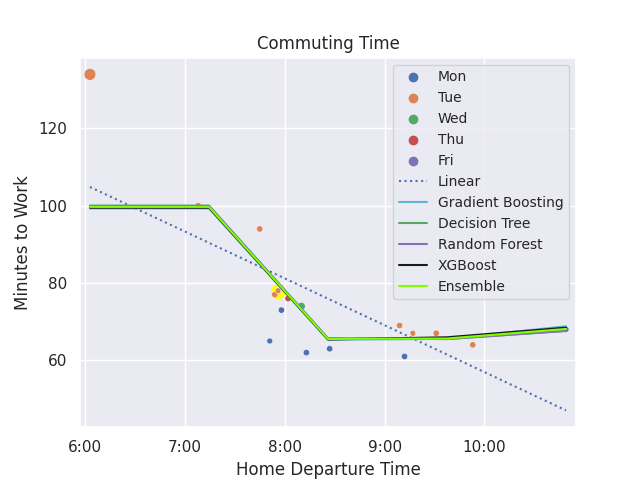 Commuting Time
Mon
Tue
Wed
Thu
Fri
Linear
Gradient Boosting
Decision Tree
Random Forest
XGBoost
Ensemble
120
100
80
60
Minutes to Work
6:00 7:00 8:00 9:00 10:00
Home Departure Time